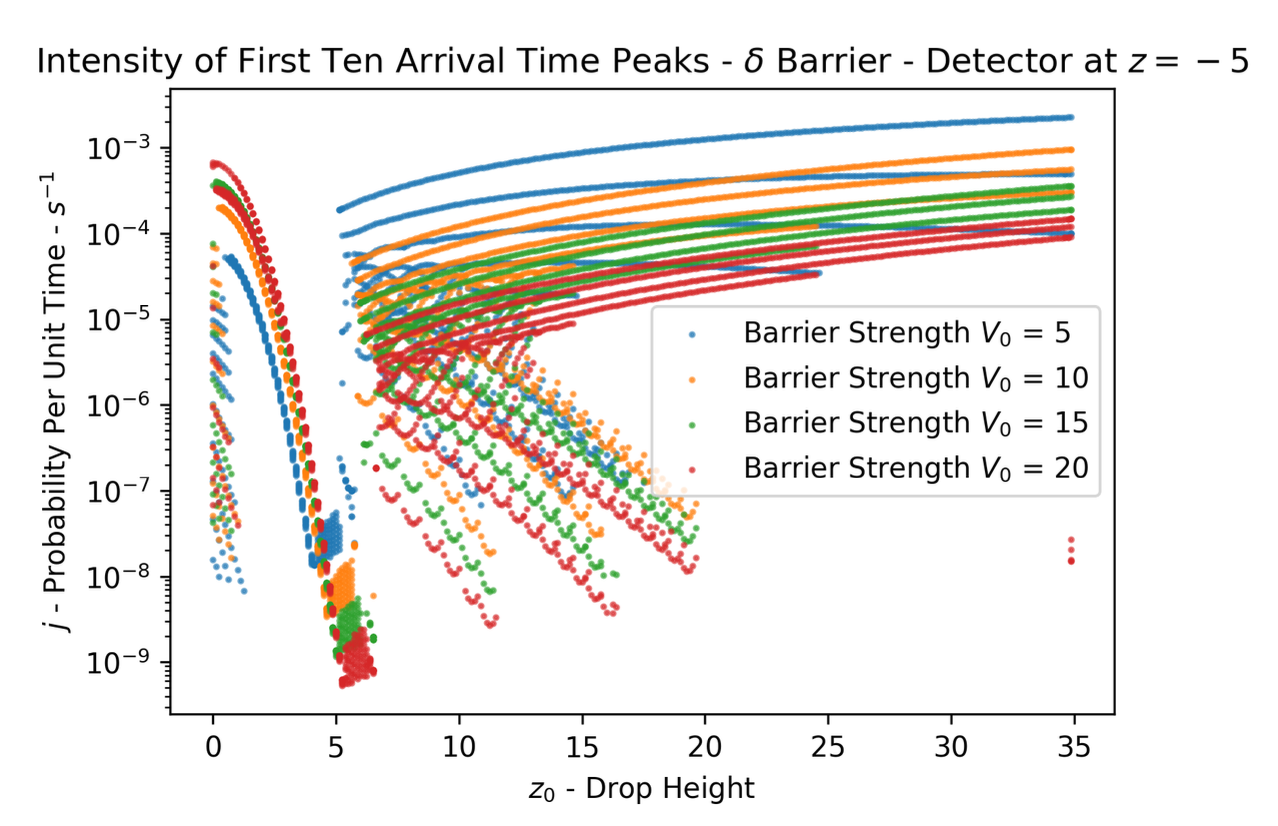 Intensity of First Ten Arrival Time Peaks - δ Barrier - Detector at z = −5
j - Probability Per Unit Time - s⁻¹
10⁻³
10⁻⁴
10⁻⁵
10⁻⁶
10⁻⁷
10⁻⁸
10⁻⁹
Barrier Strength V₀ = 5
Barrier Strength V₀ = 10
Barrier Strength V₀ = 15
Barrier Strength V₀ = 20
0 5 10 15 20 25 30 35
z₀ - Drop Height